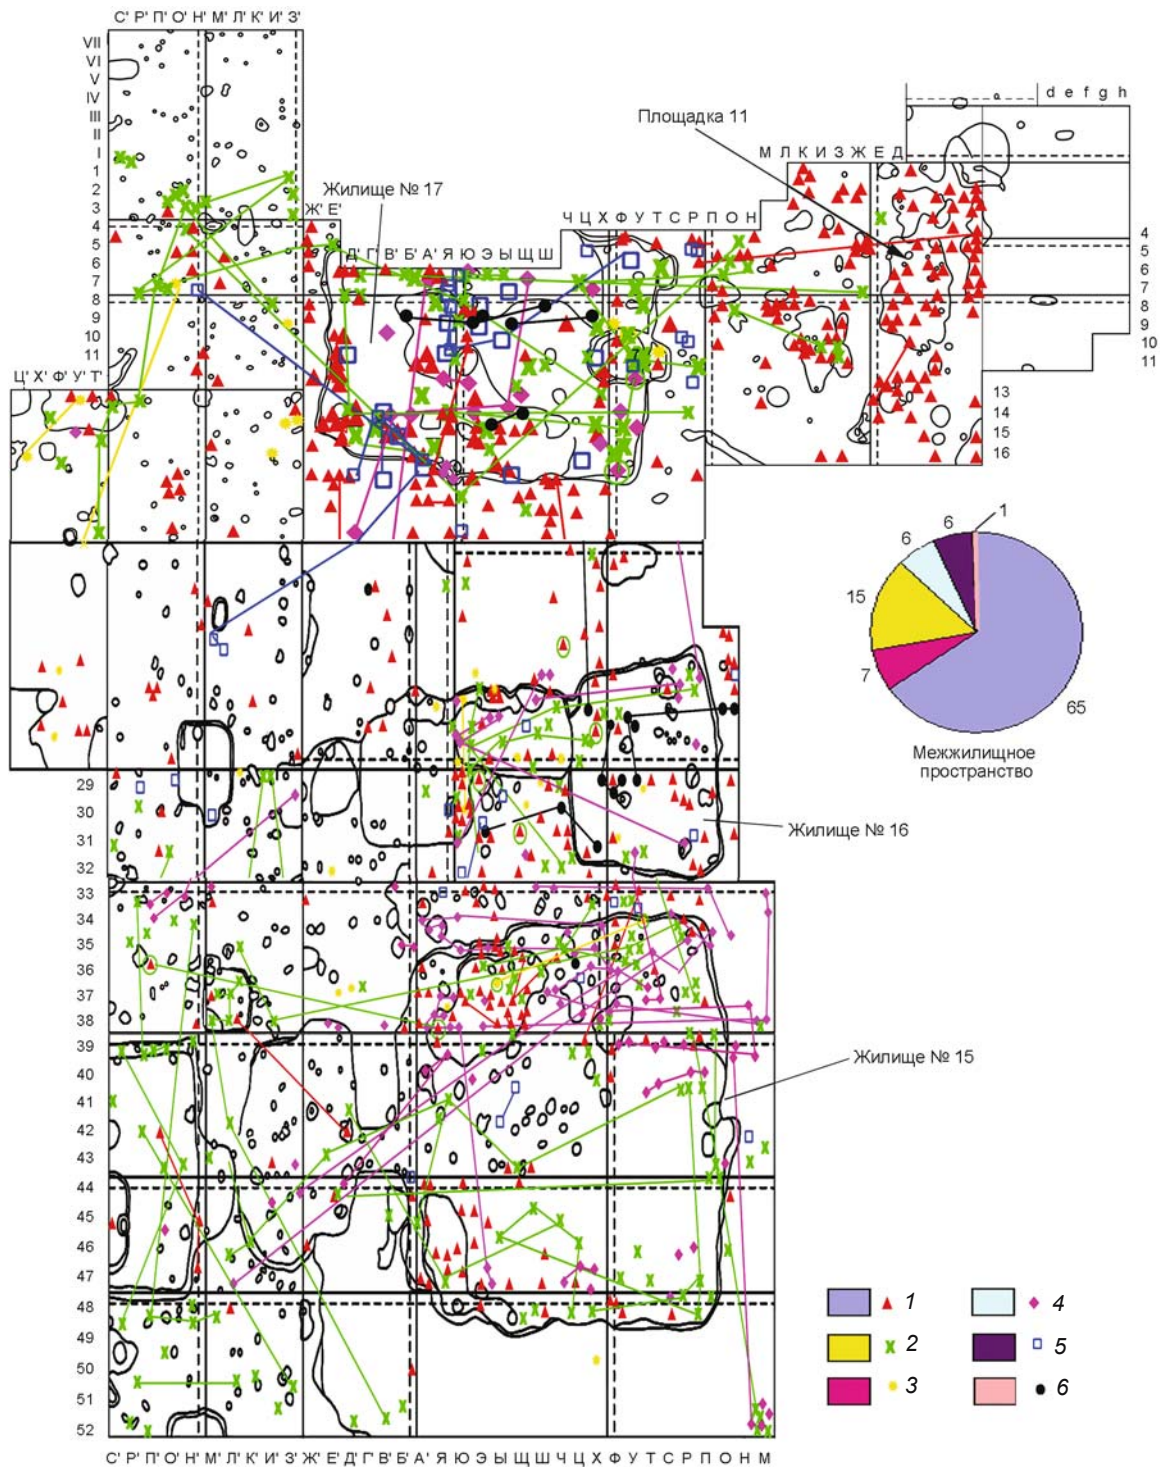 С' Р' П' О' Н' М' Л' К' И' З'
VII
VI
V
IV
III
II
I
1
2
3
4
5
6
7
8
9
10
11
d e f g h
Площадка 11
М Л К И З Ж Е Д
Жилище № 17
Ж' Е'
Ч Ц Х Ф У Т С Р П О Н
Д' Г' В' Б' А' Я Ю Э Ы Щ Ш
4
5
6
7
8
9
10
11
13
14
15
16
Ц' Х' Ф' У' Т'
1
6
6
15
7
65
Межжилищное
пространство
29
30
31
32
Жилище № 16
33
34
35
36
37
38
39
40
41
42
43
44
45
46
47
48
49
50
51
52
Жилище № 15
1
2
3
4
5
6
С' Р' П' О' Н' М' Л' К' И' З' Ж' Е' Д' Г' В' Б' А' Я Ю Э Ы Щ Ш Ч Ц Х Ф У Т С Р П О Н М